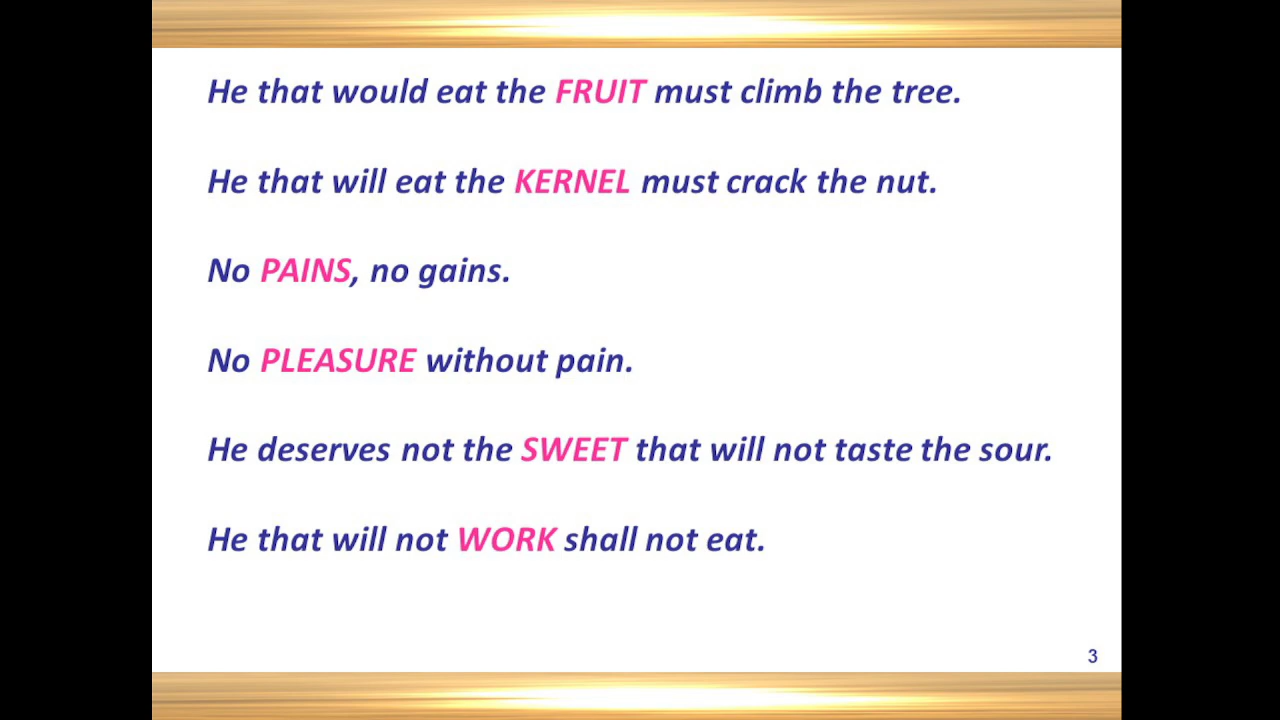 He that would eat the FRUIT must climb the tree.
He that will eat the KERNEL must crack the nut.
No PAINS, no gains.
No PLEASURE without pain.
He deserves not the SWEET that will not taste the sour.
He that will not WORK shall not eat.
3